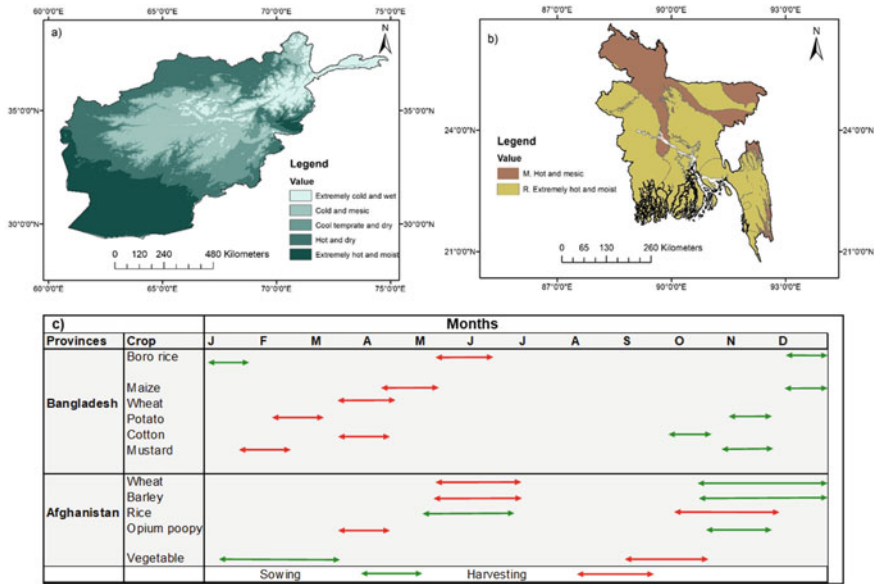 a)
N
60°0'0"E 65°0'0"E 70°0'0"E 75°0'0"E
35°0'0"N
30°0'0"N
Legend
Value
Extremely cold and wet
Cold and mesic
Cool temprate and dry
Hot and dry
Extremely hot and moist
0 120 240 480 Kilometers
60°0'0"E 65°0'0"E 70°0'0"E 75°0'0"E
b)
N
87°0'0"E 90°0'0"E 93°0'0"E
24°0'0"N 24°0'0"N
21°0'0"N 21°0'0"N
Legend
Value
M. Hot and mesic
R. Extremely hot and moist
0 65 130 260 Kilometers
87°0'0"E 90°0'0"E 93°0'0"E
c) Months
Provinces Crop J F M A M J J A S O N D
Bangladesh
Boro rice
Maize
Wheat
Potato
Cotton
Mustard
Afghanistan
Wheat
Barley
Rice
Opium poopy
Vegetable
Sowing Harvesting